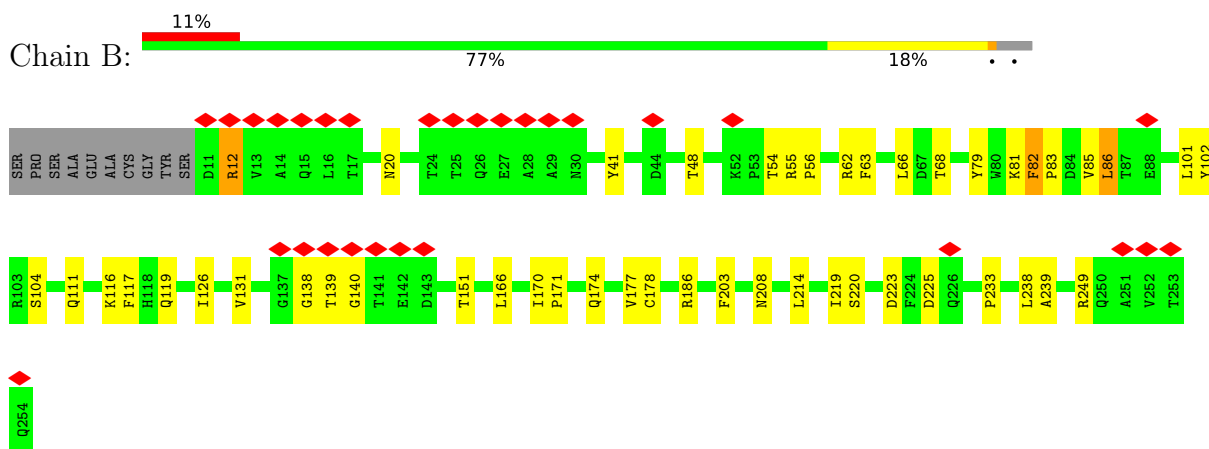 11%
Chain B:
77% 18% • •
SER PRO SER ALA GLU ALA CYS GLY TYR SER D11 R12 V13 A14 Q15 L16 T17 N20 T24 T25 Q26 E27 A28 A29 N30 Y41 D44 T48 K52 P53 T54 R55 P56 R62 F63 L66 D67 T68 Y79 W80 K81 F82 P83 D84 V85 L86 T87 E88 L101 Y102
R103 S104 Q111 K116 F117 H118 Q119 I126 V131 G137 G138 T139 G140 T141 E142 D143 T151 L166 I170 P171 Q174 V177 C178 R186 F203 N208 L214 I219 S220 D223 F224 D225 Q226 P233 L238 A239 R249 Q250 A251 V252 T253
Q254